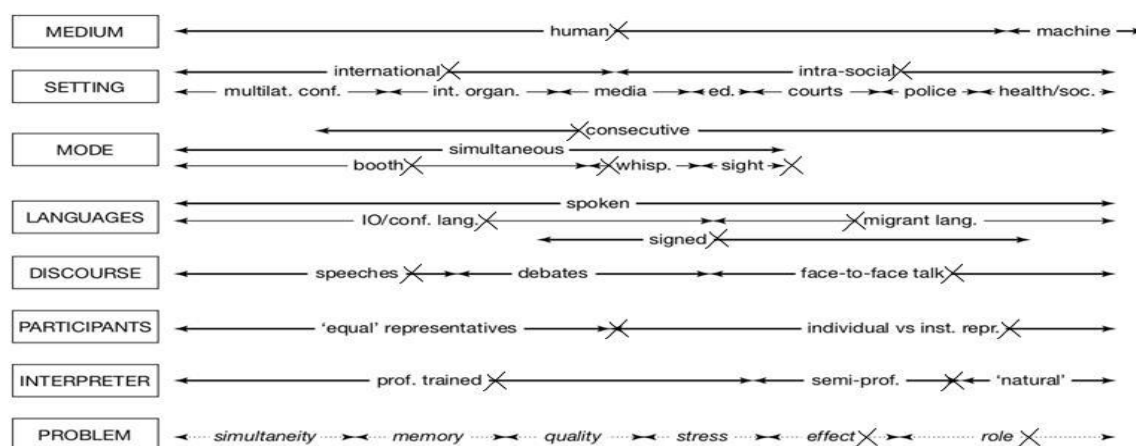 MEDIUM human machine
international intra-social
SETTING multilat. conf. int. organ. media ed. courts police health/soc.
consecutive
MODE simultaneous
booth whisp. sight
spoken
LANGUAGES IO/conf. lang. migrant lang.
signed
DISCOURSE speeches debates face-to-face talk
PARTICIPANTS ‘equal’ representatives individual vs inst. repr.
INTERPRETER prof. trained semi-prof. ‘natural’
PROBLEM simultaneity memory quality stress effect role